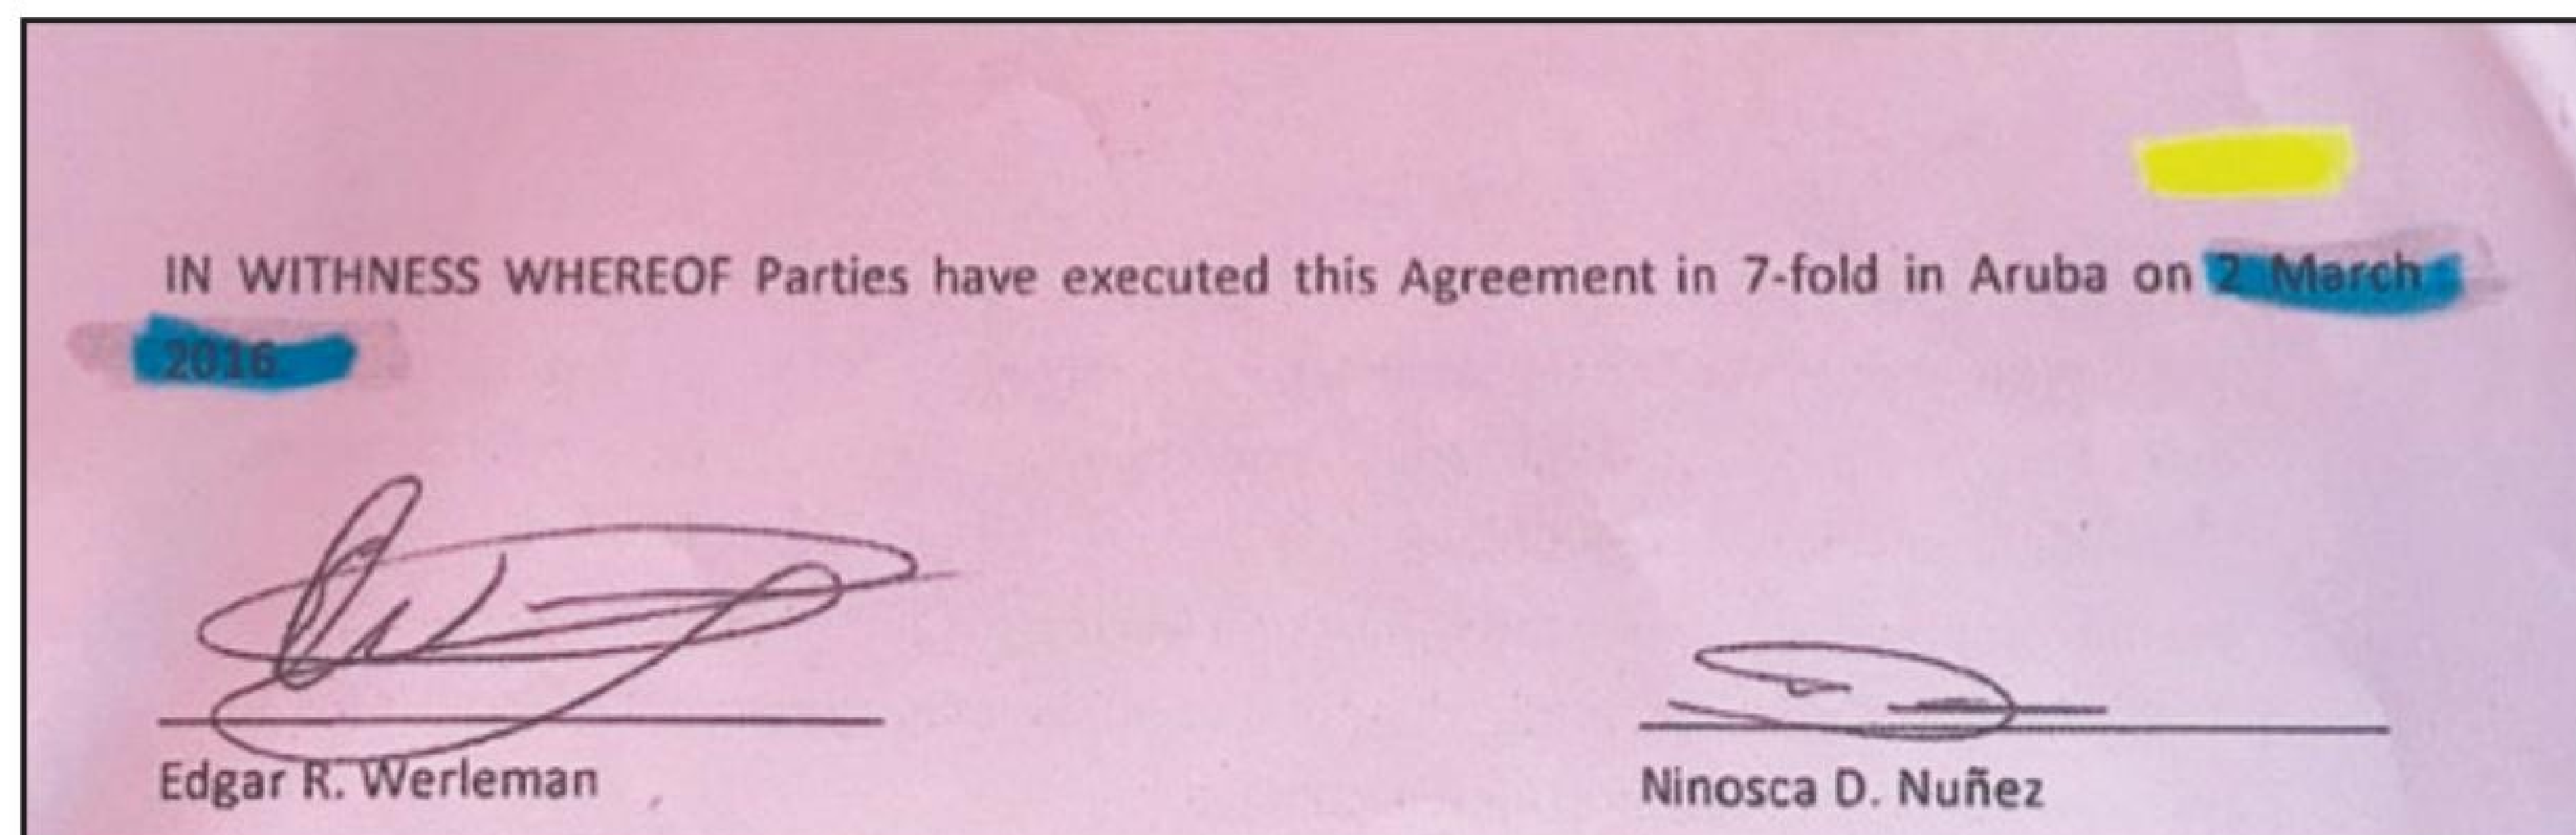 IN WITHNESS WHEREOF Parties have executed this Agreement in 7-fold in Aruba on 2 March
2016
Edgar R. Werleman
Ninosca D. Nuñez